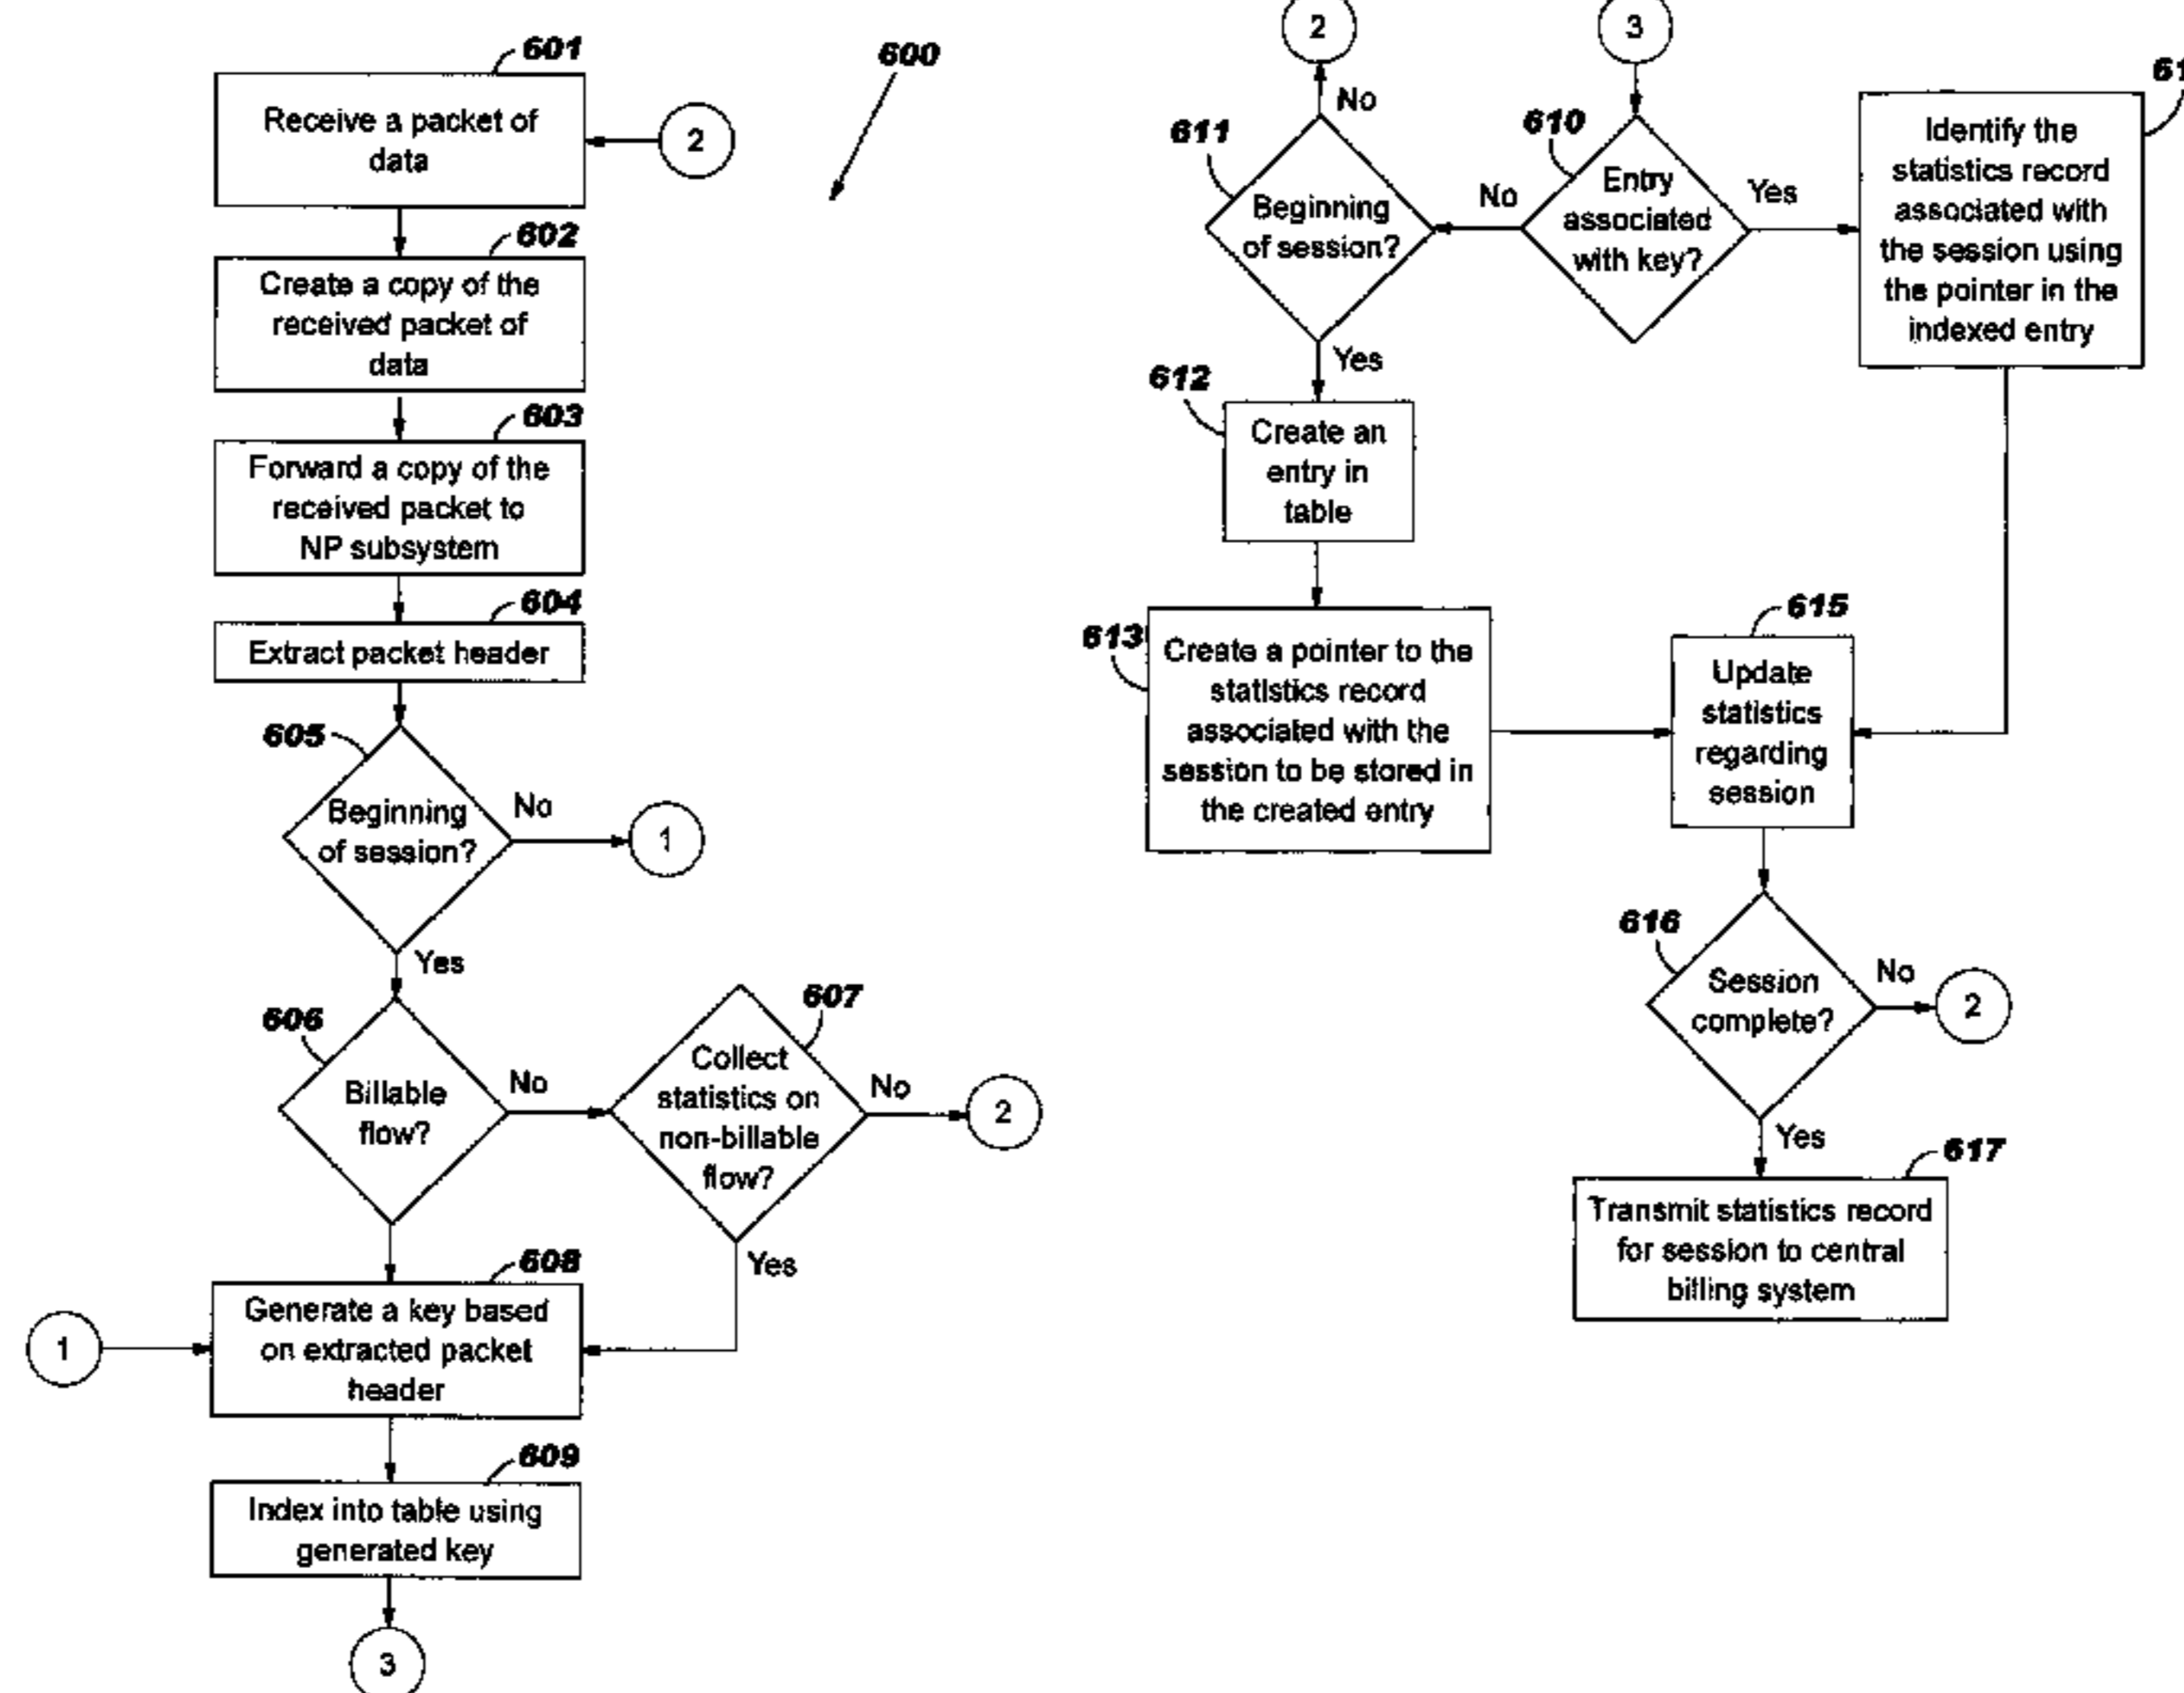 601
Receive a packet of
data
2
600
602
Create a copy of the
received packet of
data
603
Forward a copy of the
received packet to
NP subsystem
604
Extract packet header
605
Beginning
of session?
No
1
Yes
606
Billable
flow?
No
607
Collect
statistics on
non-billable
flow?
No
2
Yes
608
1
Generate a key based
on extracted packet
header
609
Index into table using
generated key
3
2
3
No
611
Beginning
of session?
No
610
Entry
associated
with key?
Yes
Identify the
statistics record
associated with
the session using
the pointer in the
indexed entry
Yes
612
Create an
entry in
table
613
Create a pointer to the
statistics record
associated with the
session to be stored in
the created entry
615
Update
statistics
regarding
session
616
Session
complete?
No
2
Yes
617
Transmit statistics record
for session to central
billing system